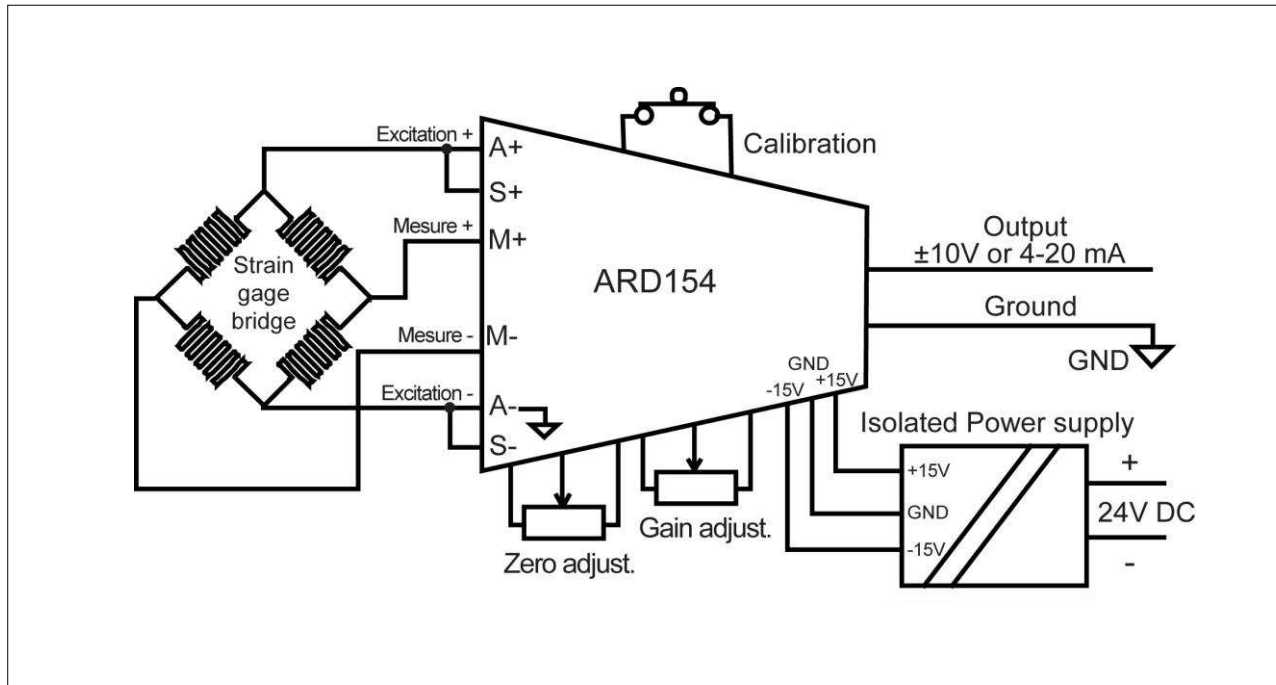 Excitation +
A+
S+
Mesure +
M+
Strain
gage
bridge
Mesure -
M-
Excitation -
A-
S-
Calibration
ARD154
Output
±10V or 4-20 mA
Ground
GND
GND
-15V
+15V
Zero adjust.
Gain adjust.
Isolated Power supply
+15V
GND
-15V
+
24V DC
-